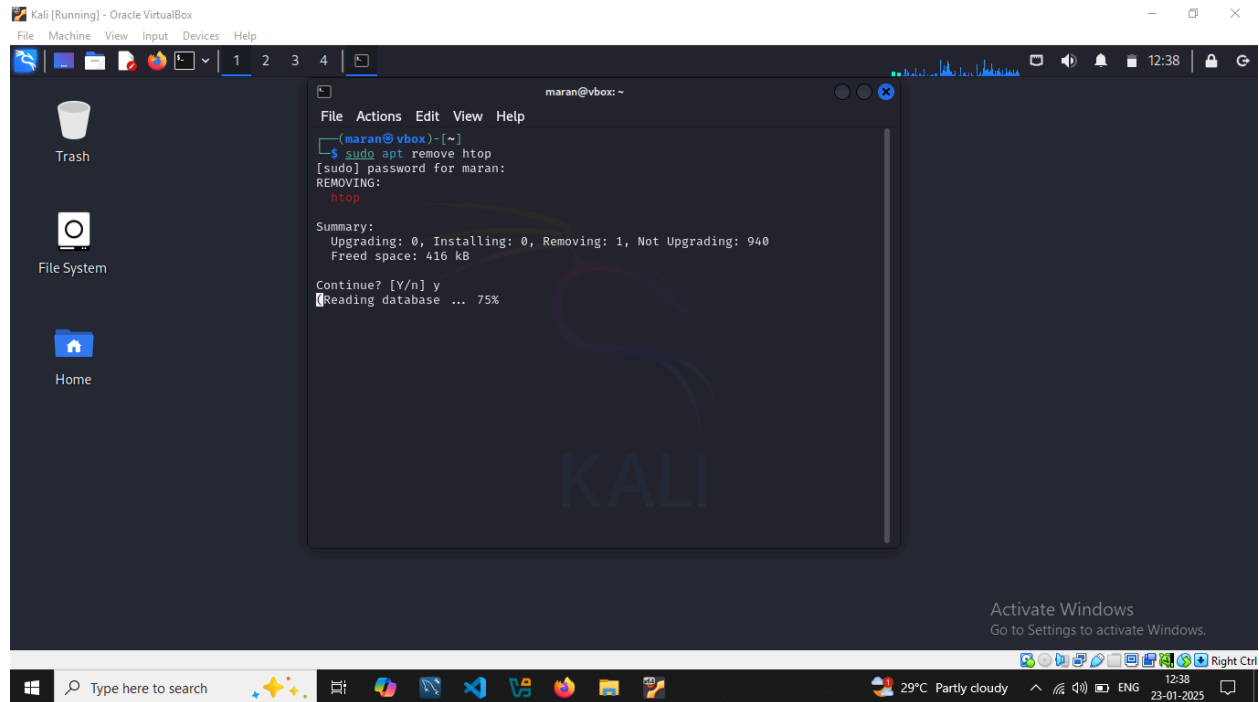 Kali [Running] - Oracle VirtualBox
File Machine View Input Devices Help
1 2 3 4
12:38
maran@vbox: ~
File Actions Edit View Help
┌──(maran㉿vbox)-[~]
└─$ sudo apt remove htop
[sudo] password for maran:
REMOVING:
htop
Summary:
Upgrading: 0, Installing: 0, Removing: 1, Not Upgrading: 940
Freed space: 416 kB
Continue? [Y/n] y
(Reading database ... 75%
Trash
File System
Home
KALI
Activate Windows
Go to Settings to activate Windows.
Right Ctrl
Type here to search
1
29°C Partly cloudy
ENG
12:38
23-01-2025